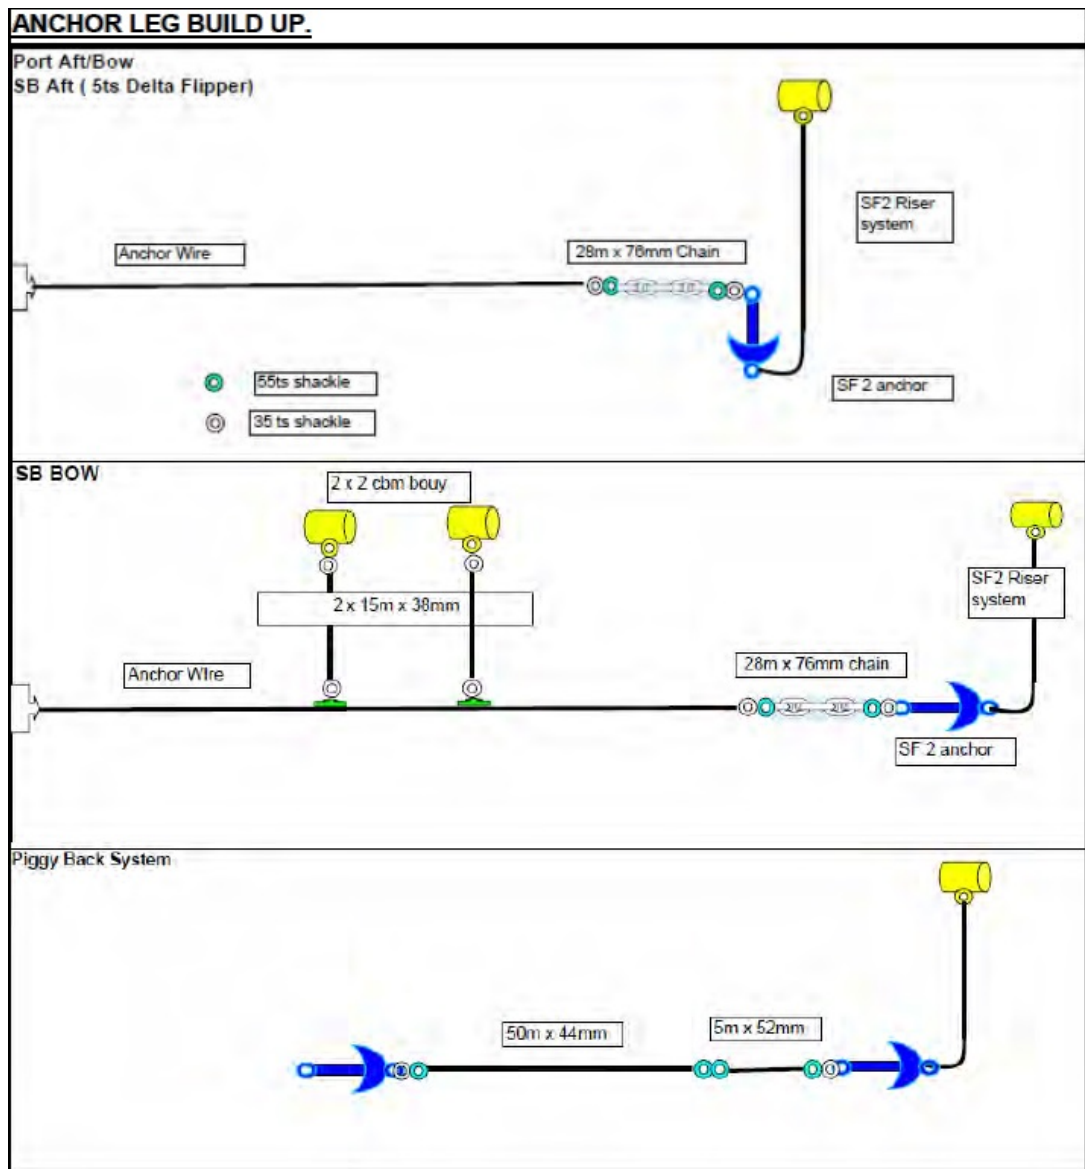 ANCHOR LEG BUILD UP.
Port Aft/Bow
SB Aft ( 5ts Delta Flipper)
SF2 Riser
system
Anchor Wire
28m x 76mm Chain
55ts shackle
SF 2 anchor
35 ts shackle
SB BOW
2 x 2 cbm bouy
SF2 Riser
system
2 x 15m x 38mm
Anchor Wire
28m x 76mm chain
SF 2 anchor
Piggy Back System
50m x 44mm
5m x 52mm